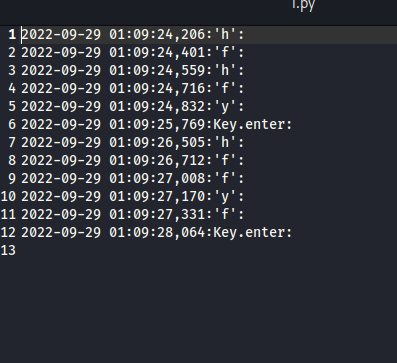 1.py
1 2022-09-29 01:09:24,206:'h':
2 2022-09-29 01:09:24,401:'f':
3 2022-09-29 01:09:24,559:'h':
4 2022-09-29 01:09:24,716:'f':
5 2022-09-29 01:09:24,832:'y':
6 2022-09-29 01:09:25,769:Key.enter:
7 2022-09-29 01:09:26,505:'h':
8 2022-09-29 01:09:26,712:'f':
9 2022-09-29 01:09:27,008:'f':
10 2022-09-29 01:09:27,170:'y':
11 2022-09-29 01:09:27,331:'f':
12 2022-09-29 01:09:28,064:Key.enter:
13